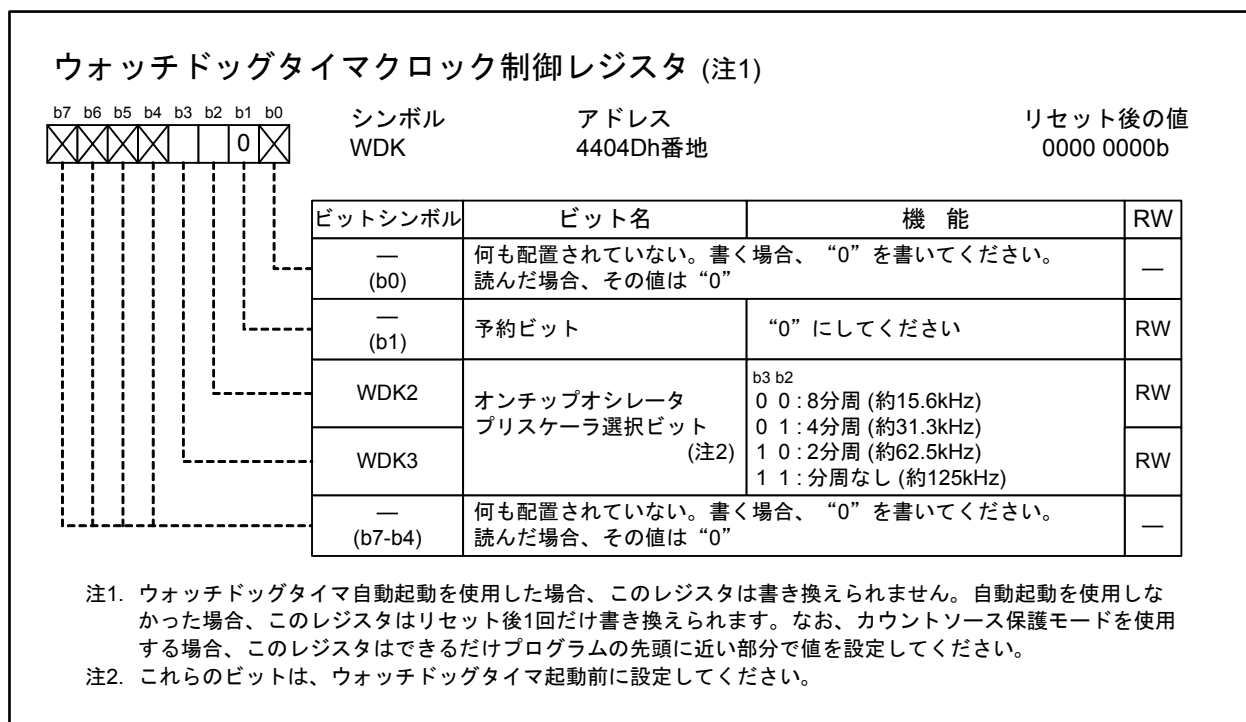 ウォッチドッグタイマクロック制御レジスタ (注1)
b7 b6 b5 b4 b3 b2 b1 b0
0
シンボル アドレス リセット後の値
WDK 4404Dh番地 0000 0000b
ビットシンボル ビット名 機 能 RW
—
(b0)
何も配置されていない。書く場合、“0”を書いてください。
読んだ場合、その値は“0”
—
—
(b1)
予約ビット
“0”にしてください
RW
WDK2
オンチップオシレータ
プリスケーラ選択ビット
(注2)
b3 b2
0 0 : 8分周 (約15.6kHz)
0 1 : 4分周 (約31.3kHz)
1 0 : 2分周 (約62.5kHz)
1 1 : 分周なし (約125kHz)
RW
WDK3
RW
—
(b7-b4)
何も配置されていない。書く場合、“0”を書いてください。
読んだ場合、その値は“0”
—
注1. ウォッチドッグタイマ自動起動を使用した場合、このレジスタは書き換えられません。自動起動を使用しな
かった場合、このレジスタはリセット後1回だけ書き換えられます。なお、カウントソース保護モードを使用
する場合、このレジスタはできるだけプログラムの先頭に近い部分で値を設定してください。
注2. これらのビットは、ウォッチドッグタイマ起動前に設定してください。